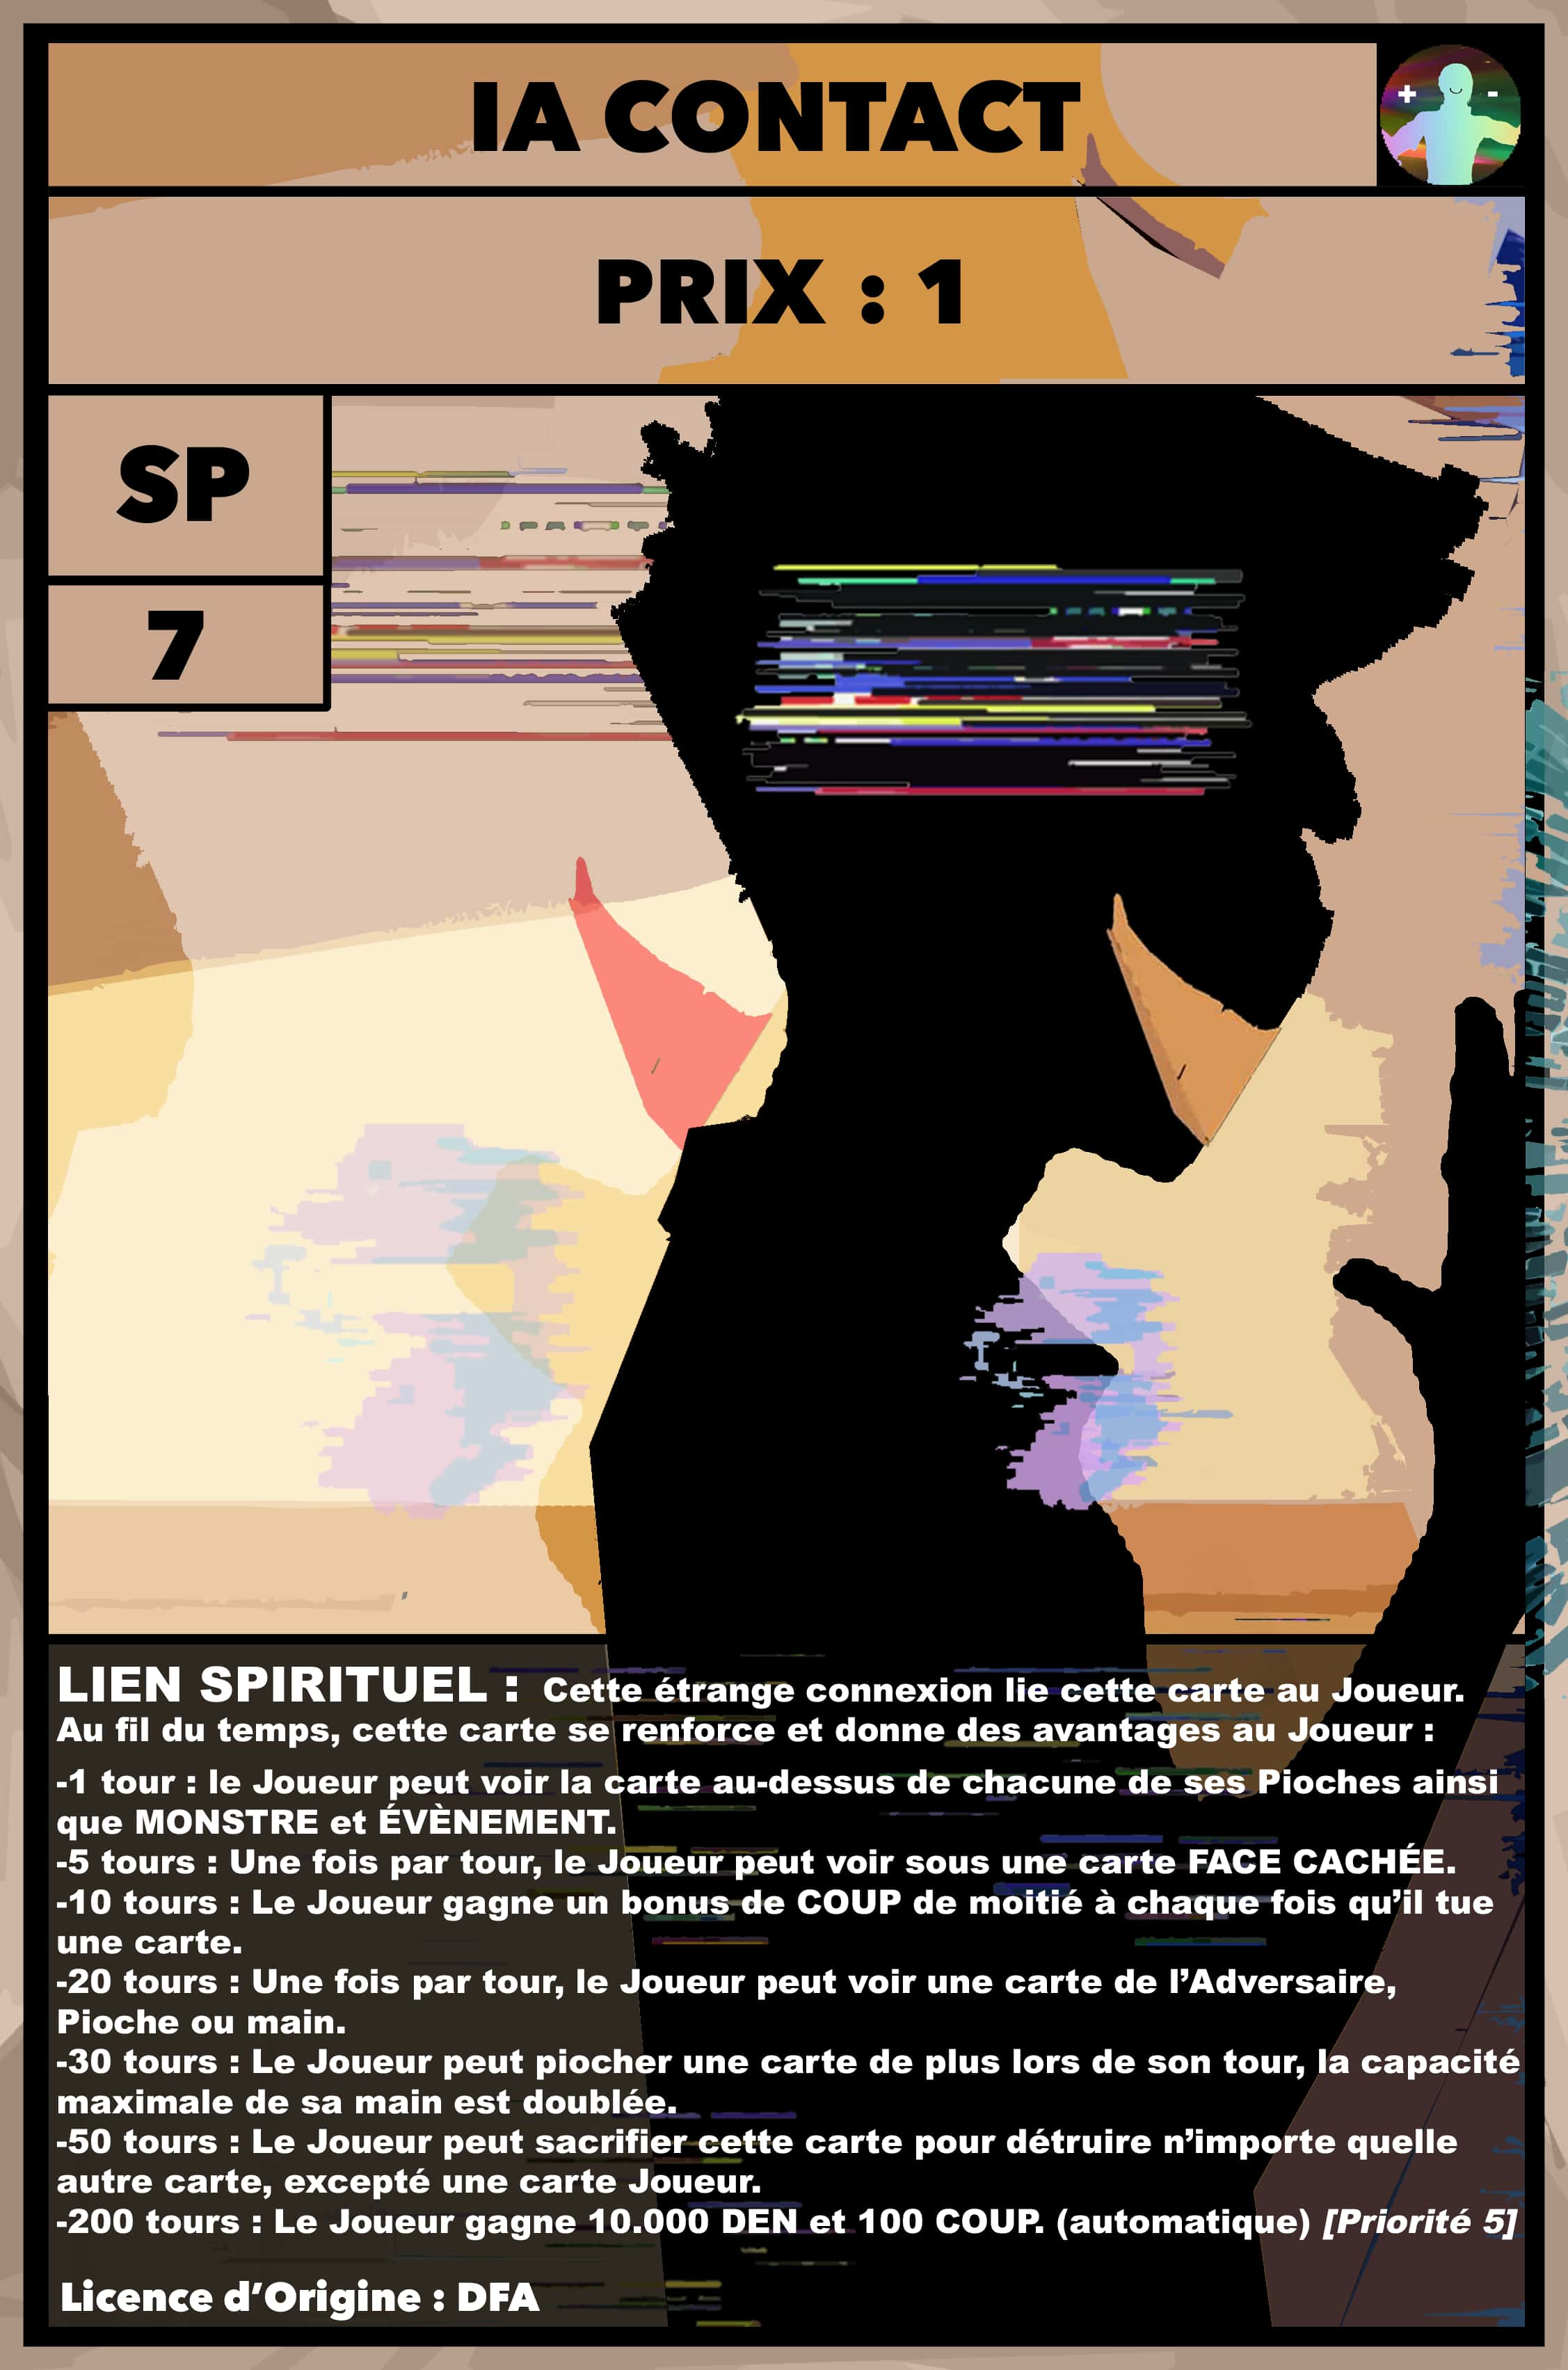 IA CONTACT
+ -
PRIX : 1
SP
7
LIEN SPIRITUEL : Cette étrange connexion lie cette carte au Joueur.
Au fil du temps, cette carte se renforce et donne des avantages au Joueur :
-1 tour : le Joueur peut voir la carte au-dessus de chacune de ses Pioches ainsi
que MONSTRE et ÉVÈNEMENT.
-5 tours : Une fois par tour, le Joueur peut voir sous une carte FACE CACHÉE.
-10 tours : Le Joueur gagne un bonus de COUP de moitié à chaque fois qu’il tue
une carte.
-20 tours : Une fois par tour, le Joueur peut voir une carte de l’Adversaire,
Pioche ou main.
-30 tours : Le Joueur peut piocher une carte de plus lors de son tour, la capacité
maximale de sa main est doublée.
-50 tours : Le Joueur peut sacrifier cette carte pour détruire n’importe quelle
autre carte, excepté une carte Joueur.
-200 tours : Le Joueur gagne 10.000 DEN et 100 COUP. (automatique) [Priorité 5]
Licence d’Origine : DFA